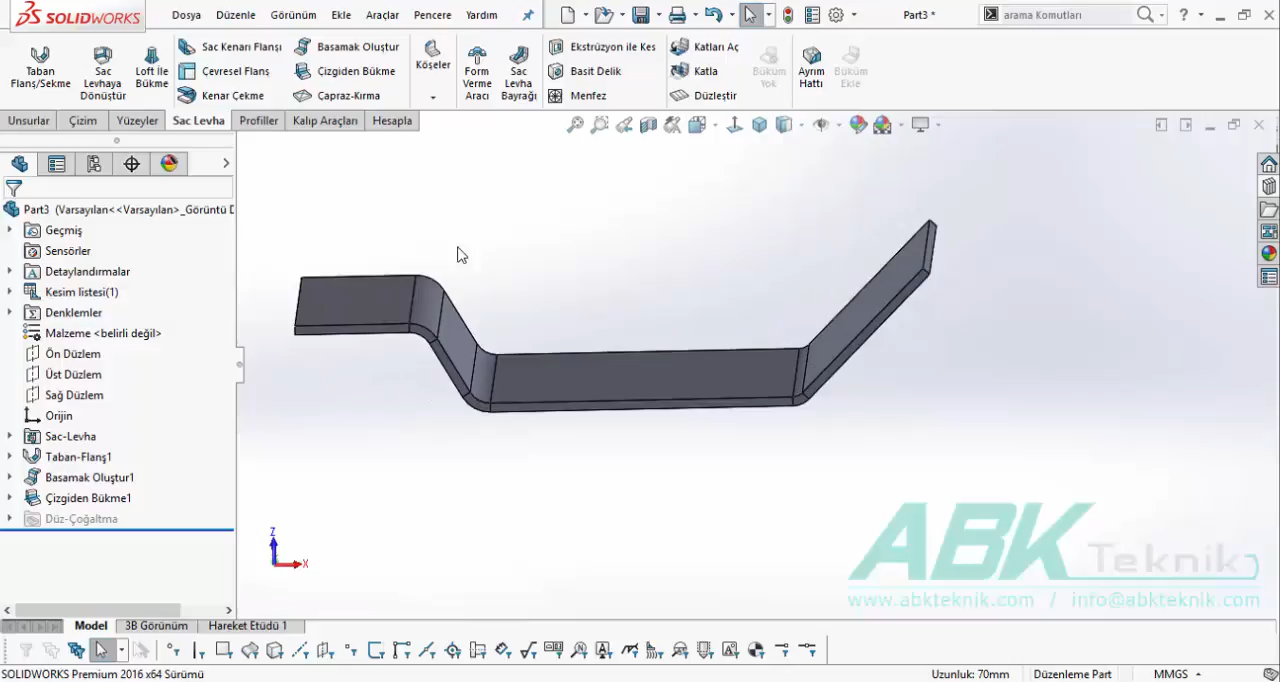 SOLIDWORKS
Dosya Düzenle Görünüm Ekle Araçlar Pencere Yardım
Part3 *
arama Komutları
Taban Flanş/Sekme
Sac Levhaya Dönüştür
Loft İle Bükme
Sac Kenarı Flanşı
Çevresel Flanş
Kenar Çekme
Basamak Oluştur
Çizgiden Bükme
Çapraz-Kırma
Köşeler
Form Verme Aracı
Sac Levha Bayrağı
Ekstrüzyon ile Kes
Basit Delik
Menfez
Katları Aç
Katla
Düzleştir
Büküm Yok
Ayrım Hattı
Büküm Ekle
Unsurlar Çizim Yüzeyler Sac Levha Profiller Kalıp Araçları Hesapla
Part3 (Varsayılan<<Varsayılan>_Görüntü D
Geçmiş
Sensörler
Detaylandırmalar
Kesim listesi(1)
Denklemler
Malzeme <belirli değil>
Ön Düzlem
Üst Düzlem
Sağ Düzlem
Orijin
Sac-Levha
Taban-Flanş1
Basamak Oluştur1
Çizgiden Bükme1
Düz-Çoğaltma
Z
X
ABK
Teknik
www.abkteknik.com / info@abkteknik.com
Model 3B Görünüm Hareket Etüdü 1
SOLIDWORKS Premium 2016 x64 Sürümü
Uzunluk: 70mm Düzenleme Part MMGS